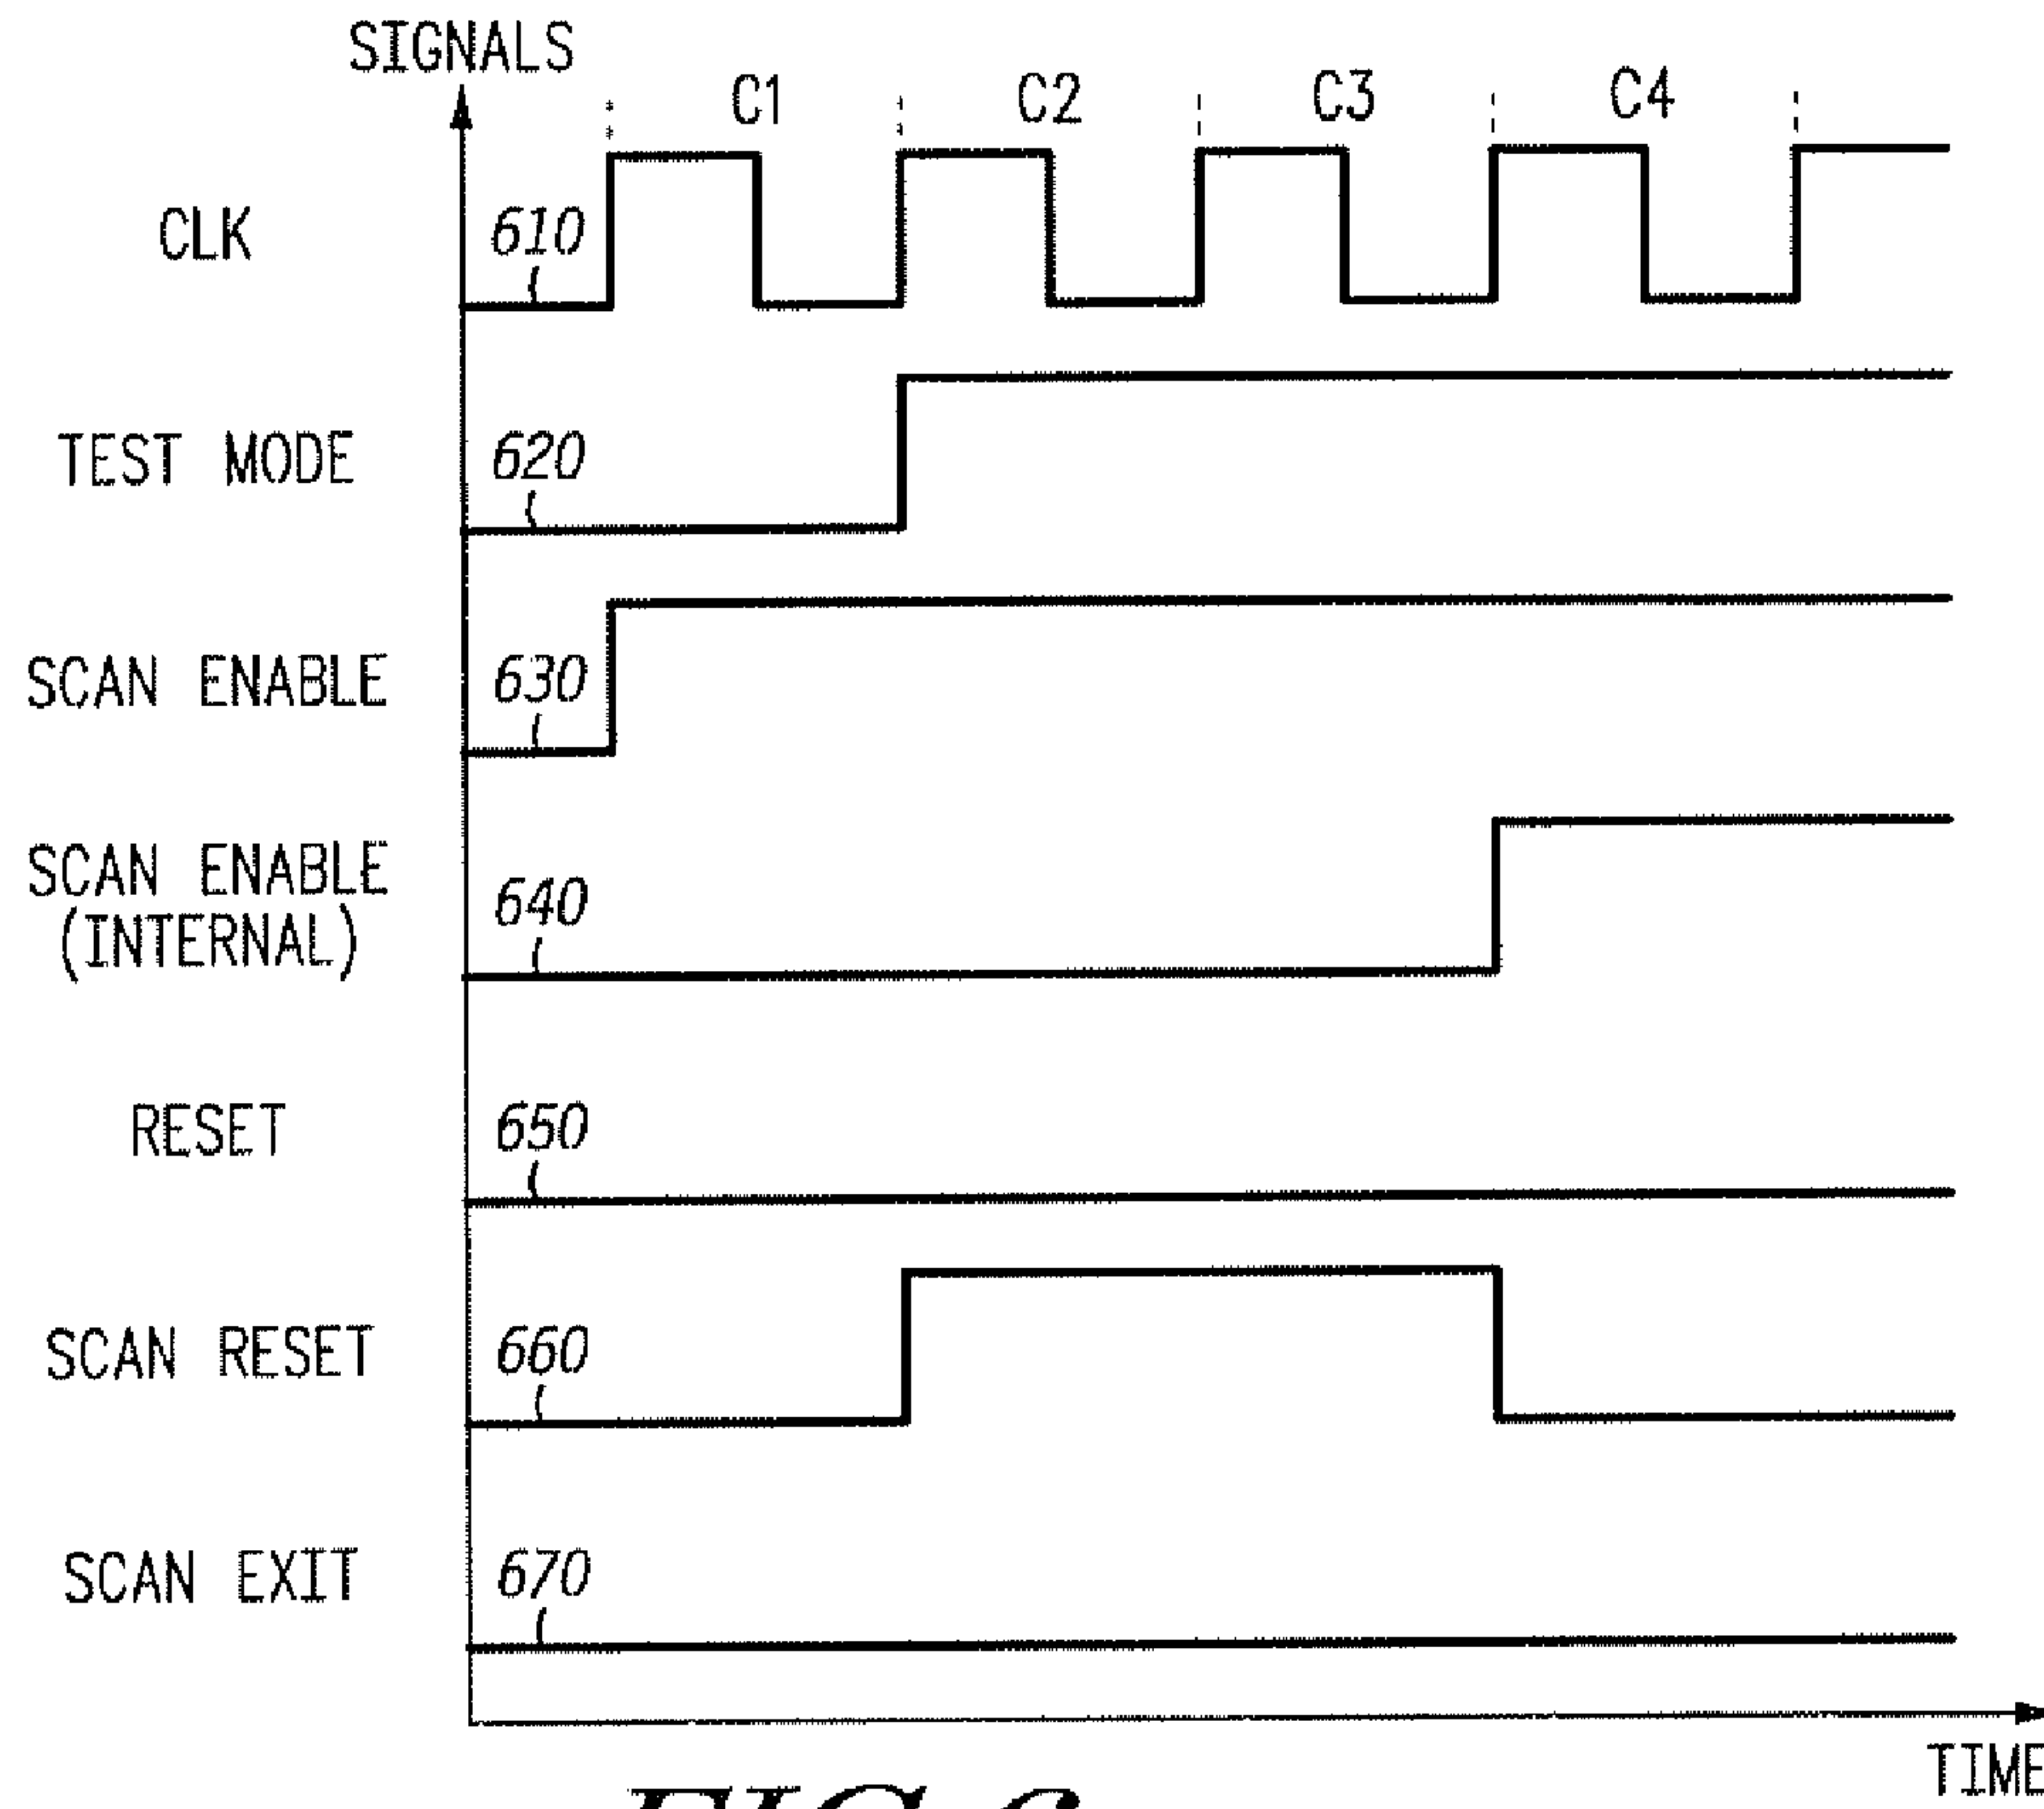 SIGNALS
C1 C2 C3 C4
CLK 610
TEST MODE 620
SCAN ENABLE 630
SCAN ENABLE
(INTERNAL) 640
RESET 650
SCAN RESET 660
SCAN EXIT 670
TIME